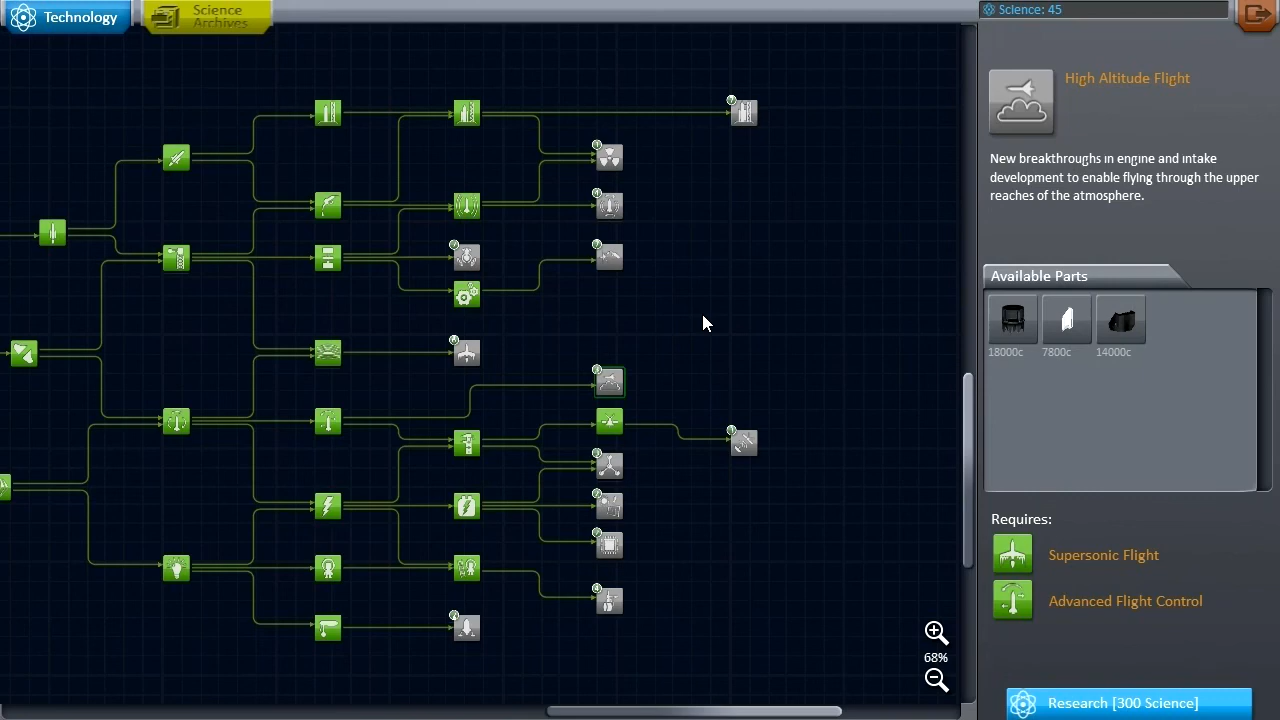 Technology
Science
Archives
Science: 45
High Altitude Flight
New breakthroughs in engine and intake
development to enable flying through the upper
reaches of the atmosphere.
Available Parts
18000c
7800c
14000c
Requires:
Supersonic Flight
Advanced Flight Control
68%
Research [300 Science]